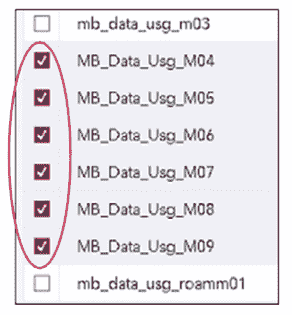 mb_data_usg_m03
MB_Data_Usg_M04
MB_Data_Usg_M05
MB_Data_Usg_M06
MB_Data_Usg_M07
MB_Data_Usg_M08
MB_Data_Usg_M09
mb_data_usg_roamm01